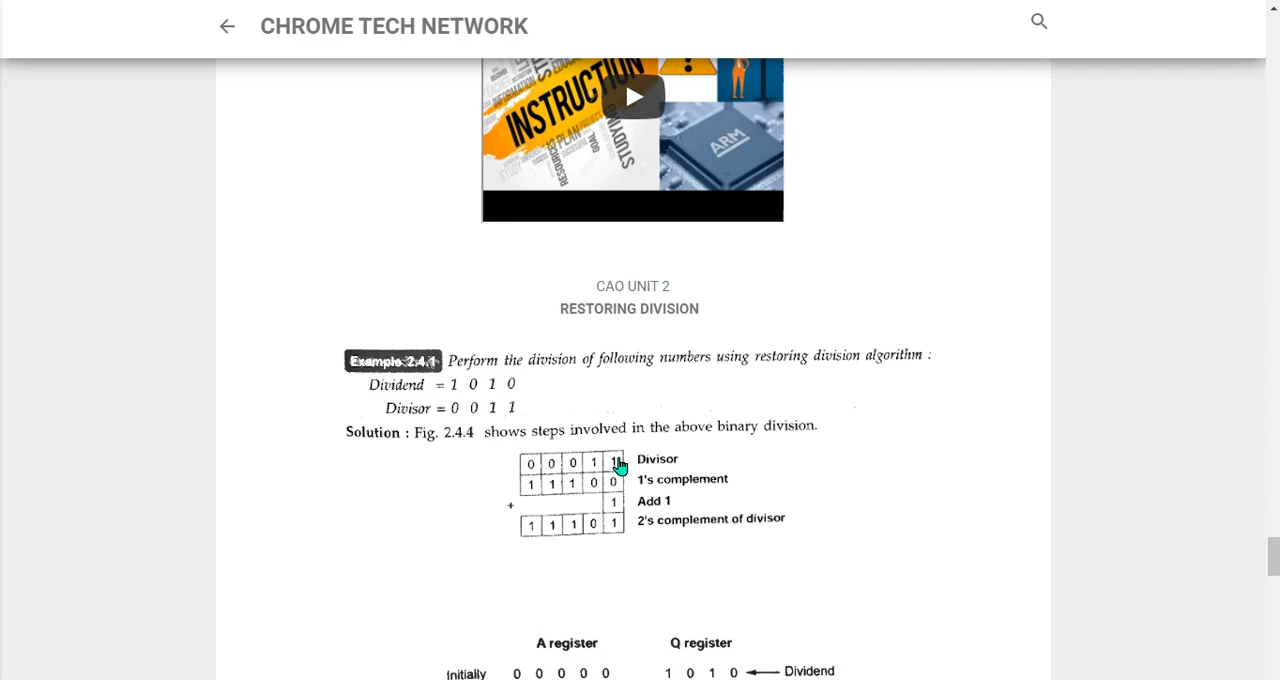 CHROME TECH NETWORK
INSTRUCTION
STUDYING
GOAL
PLAN
RESOURCES
ARM
CAO UNIT 2
RESTORING DIVISION
Example 2.4.1 Perform the division of following numbers using restoring division algorithm :
Dividend = 1 0 1 0
Divisor = 0 0 1 1
Solution : Fig. 2.4.4 shows steps involved in the above binary division.
0 0 0 1 1 Divisor
1 1 1 0 0 1's complement
+ 1 Add 1
1 1 1 0 1 2's complement of divisor
A register Q register
Initially 0 0 0 0 0 1 0 1 0 Dividend